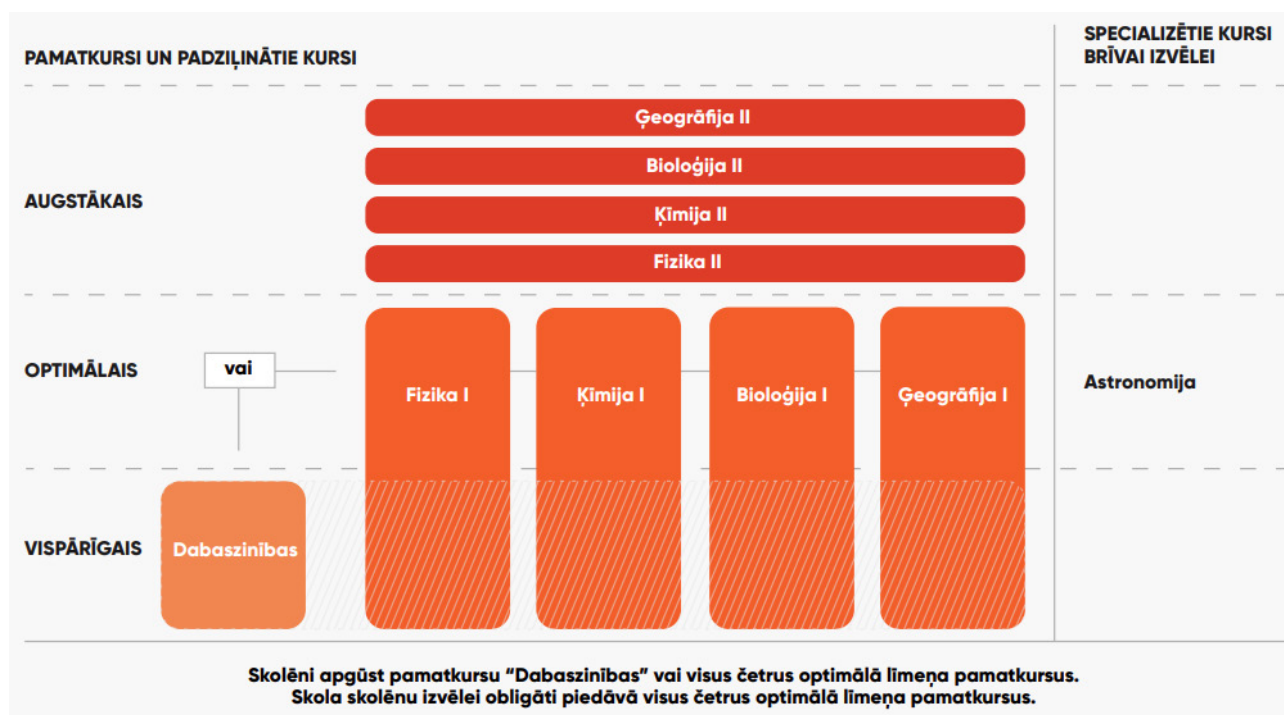 PAMATKURSI UN PADZIĻINĀTIE KURSI
SPECIALIZĒTIE KURSI
BRĪVAI IZVĒLEI
AUGSTĀKAIS
Ģeogrāfija II
Bioloģija II
Ķīmija II
Fizika II
OPTIMĀLAIS
vai
Fizika I
Ķīmija I
Bioloģija I
Ģeogrāfija I
Astronomija
VISPĀRĪGAIS
Dabaszinības
Skolēni apgūst pamatkursu “Dabaszinības” vai visus četrus optimālā līmeņa pamatkursus.
Skola skolēnu izvēlei obligāti piedāvā visus četrus optimālā līmeņa pamatkursus.